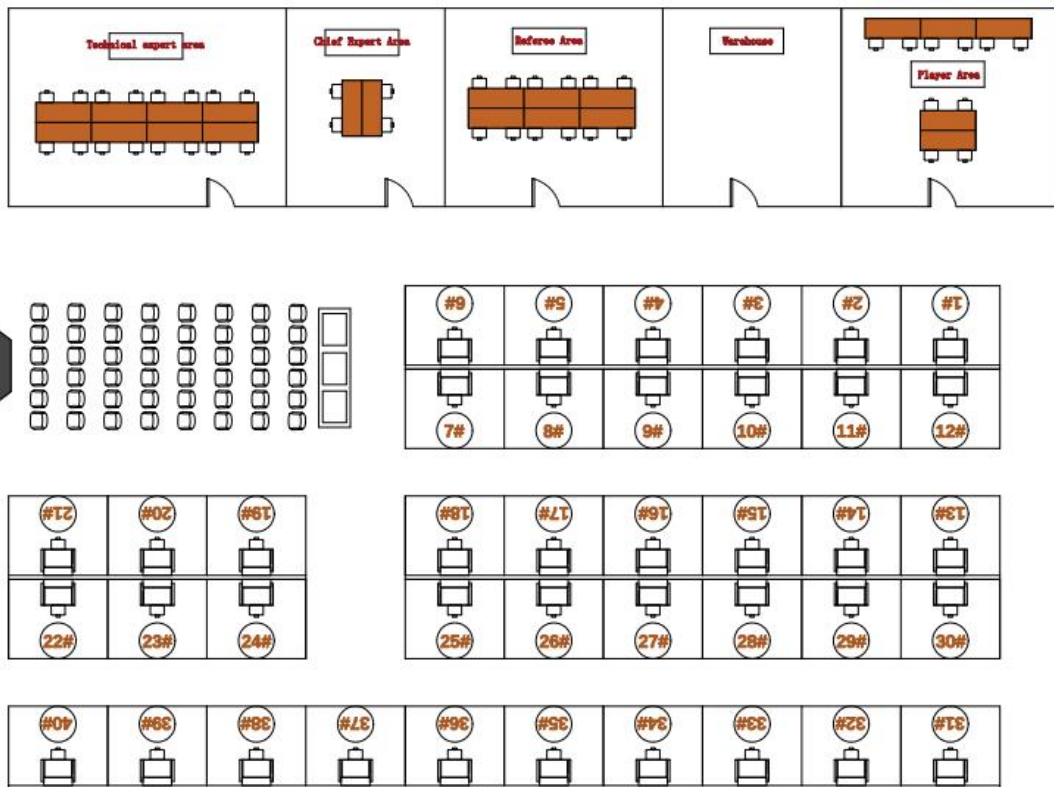 Technical expert area
Chief Expert Area
Referee Area
Warehouse
Player Area
6# 5# 4# 3# 2# 1#
7# 8# 9# 10# 11# 12#
21# 20# 19#
18# 17# 16# 15# 14# 13#
22# 23# 24#
25# 26# 27# 28# 29# 30#
40# 39# 38# 37# 36# 35# 34# 33# 32# 31#